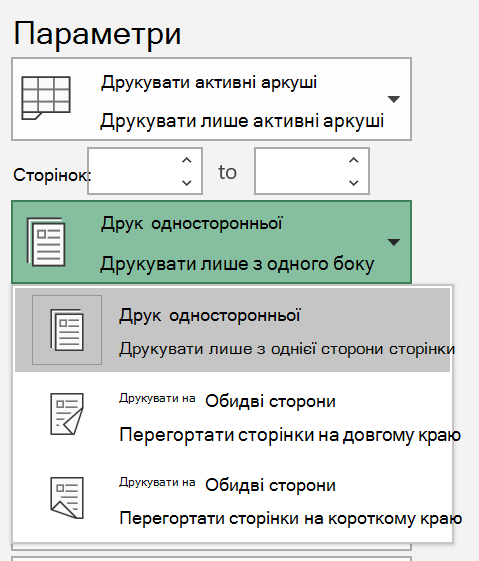 Параметри
Друкувати активні аркуші
Друкувати лише активні аркуші
Сторінок: to
Друк односторонньої
Друкувати лише з одного боку
Друк односторонньої
Друкувати лише з однієї сторони сторінки
Друкувати на Обидві сторони
Перегортати сторінки на довгому краю
Друкувати на Обидві сторони
Перегортати сторінки на короткому краю